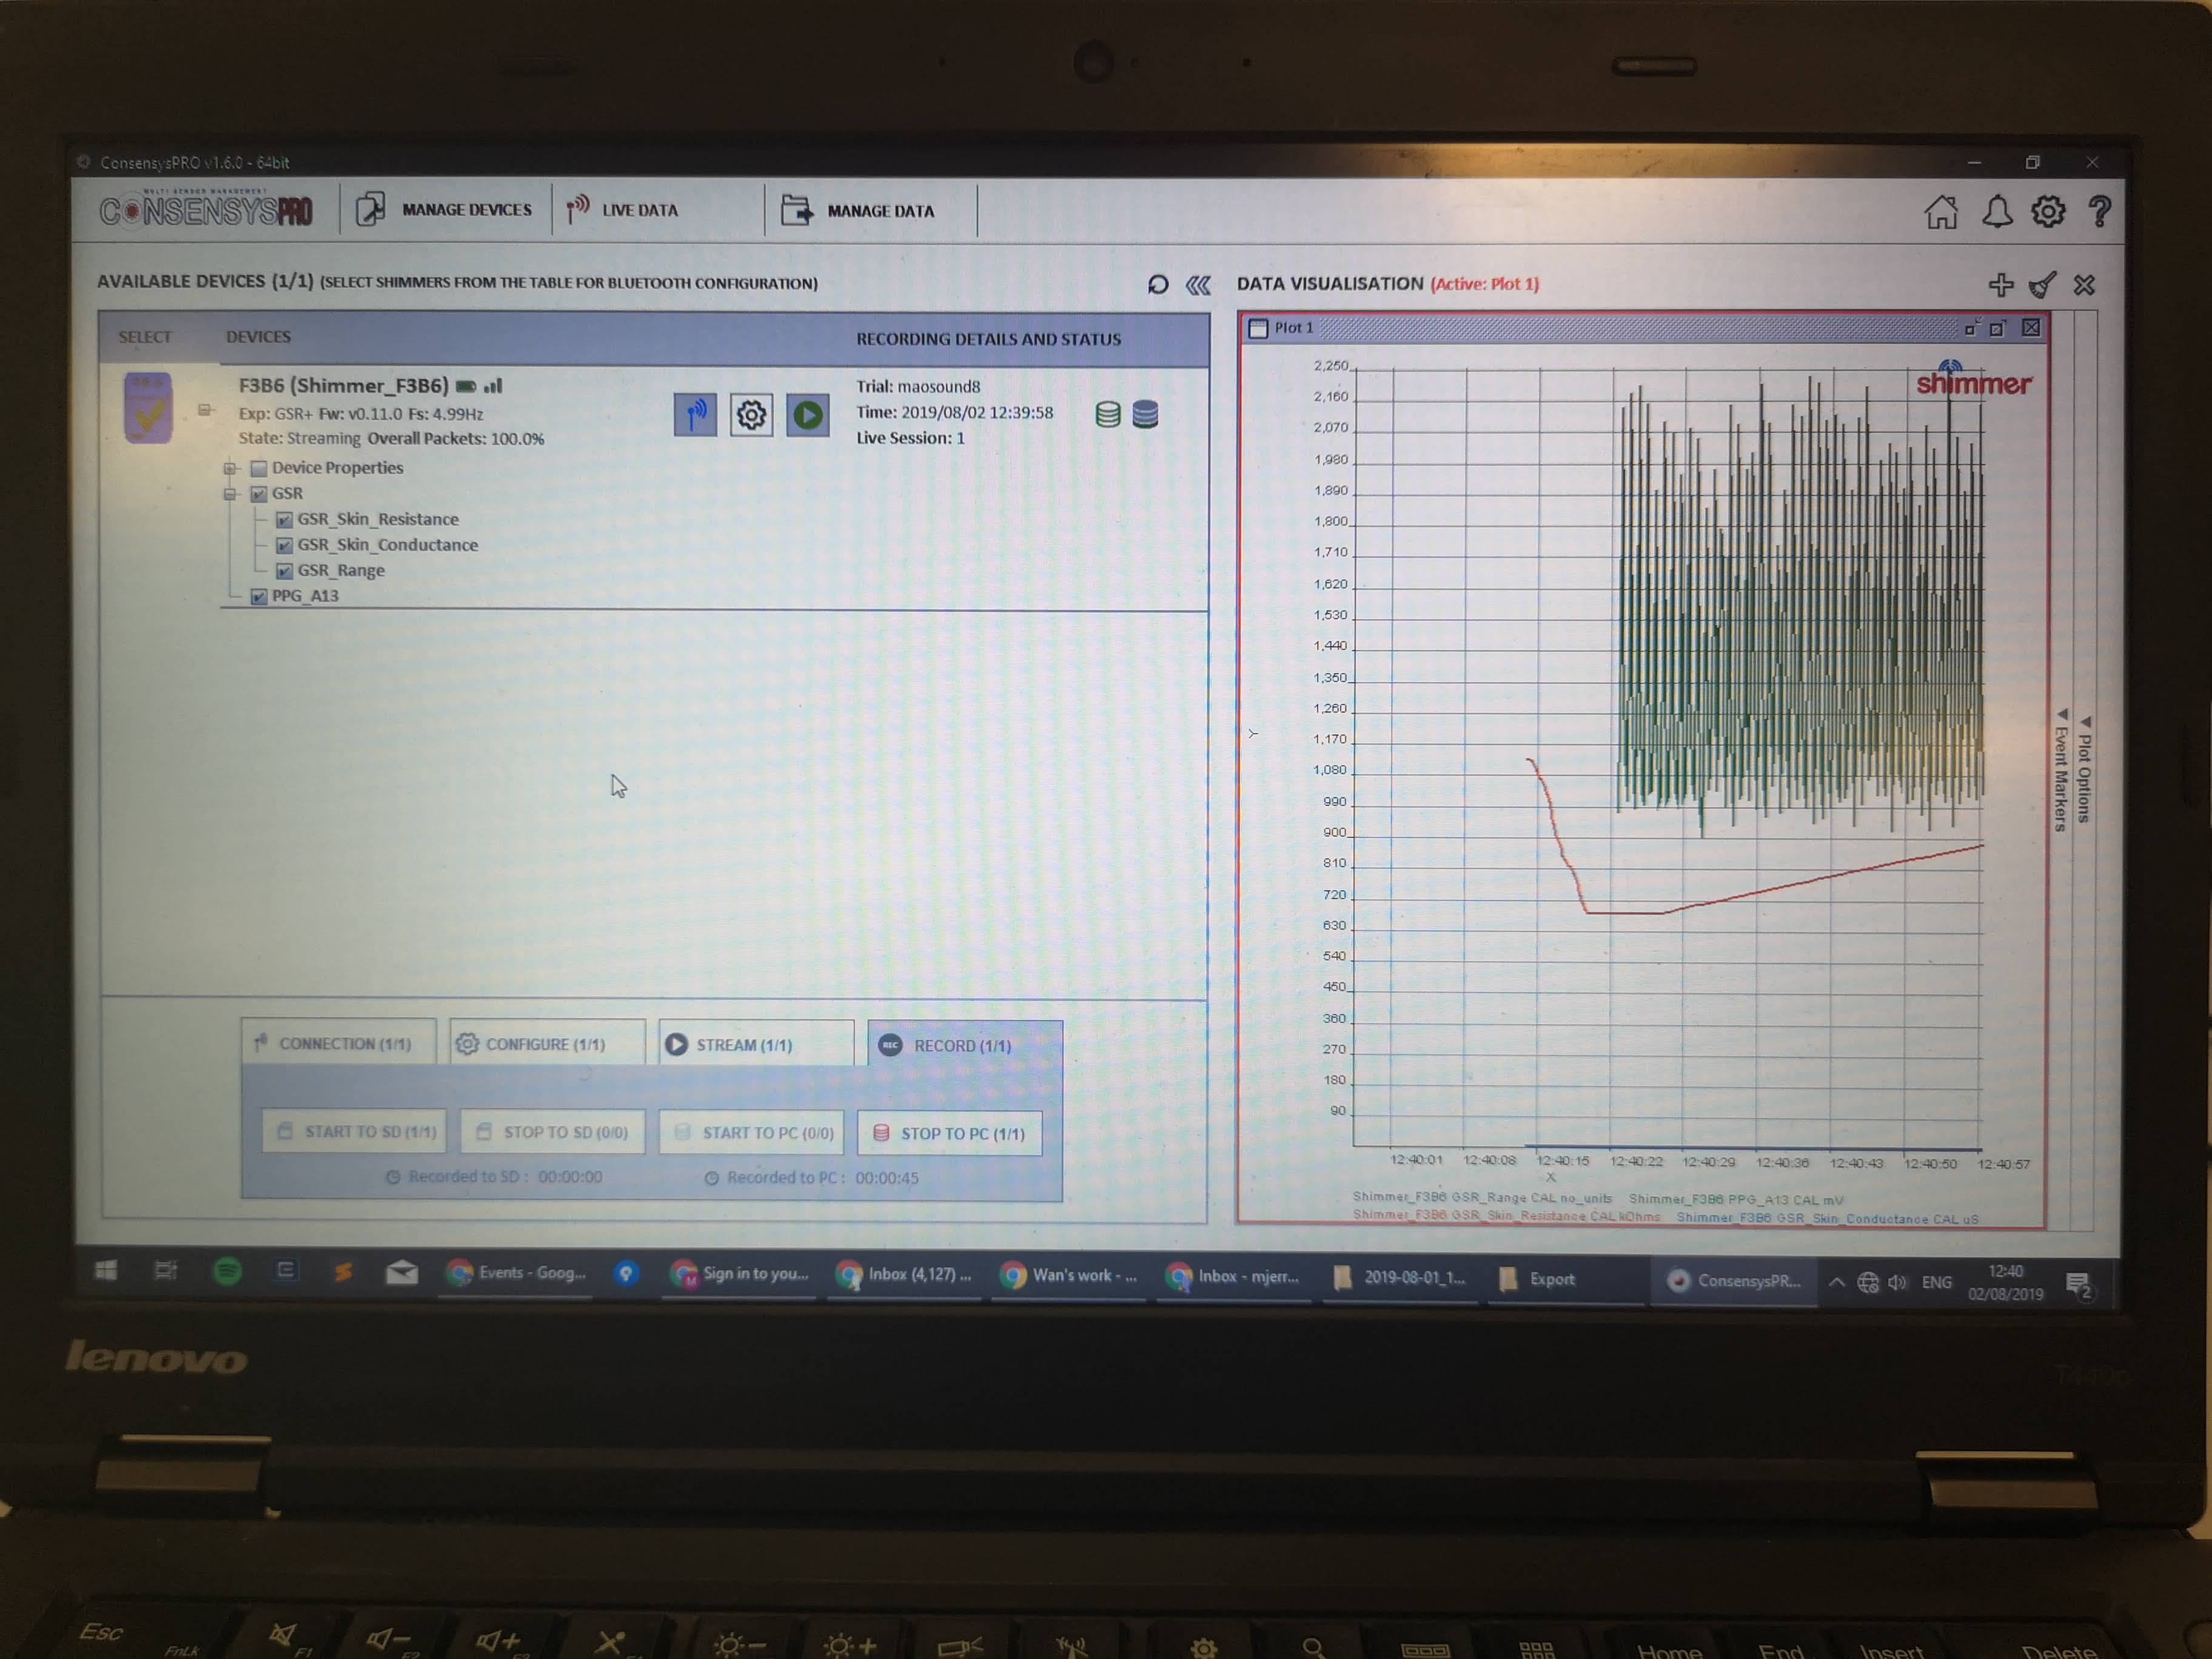 ConsensysPRO v1.6.0 - 64bit
MULTI SENSOR MANAGEMENT
CONSENSYSPRO
MANAGE DEVICES
LIVE DATA
MANAGE DATA
AVAILABLE DEVICES (1/1) (SELECT SHIMMERS FROM THE TABLE FOR BLUETOOTH CONFIGURATION)
SELECT DEVICES RECORDING DETAILS AND STATUS
F3B6 (Shimmer_F3B6)
Exp: GSR+ Fw: v0.11.0 Fs: 4.99Hz
State: Streaming Overall Packets: 100.0%
Trial: maosound8
Time: 2019/08/02 12:39:58
Live Session: 1
Device Properties
GSR
GSR_Skin_Resistance
GSR_Skin_Conductance
GSR_Range
PPG_A13
CONNECTION (1/1)
CONFIGURE (1/1)
STREAM (1/1)
REC RECORD (1/1)
START TO SD (1/1)
STOP TO SD (0/0)
START TO PC (0/0)
STOP TO PC (1/1)
Recorded to SD : 00:00:00
Recorded to PC : 00:00:45
DATA VISUALISATION (Active: Plot 1)
Plot 1
shimmer
2,250
2,160
2,070
1,980
1,890
1,800
1,710
1,620
1,530
1,440
1,350
1,260
1,170
1,080
990
900
810
720
630
540
450
360
270
180
90
Y
12:40:01 12:40:08 12:40:15 12:40:22 12:40:29 12:40:36 12:40:43 12:40:50 12:40:57
X
Shimmer_F3B6 GSR_Range CAL no_units Shimmer_F3B6 PPG_A13 CAL mV
Shimmer_F3B6 GSR_Skin_Resistance CAL kOhms Shimmer_F3B6 GSR_Skin_Conductance CAL uS
Plot Options
Event Markers
Events - Goog...
Sign in to you...
Inbox (4,127) ...
Wan's work - ...
Inbox - mjerr...
2019-08-01_1...
Export
ConsensysPR...
ENG
12:40
02/08/2019
2
lenovo
T440p
Esc
FnLk
F1
Home
End
Insert
Delete